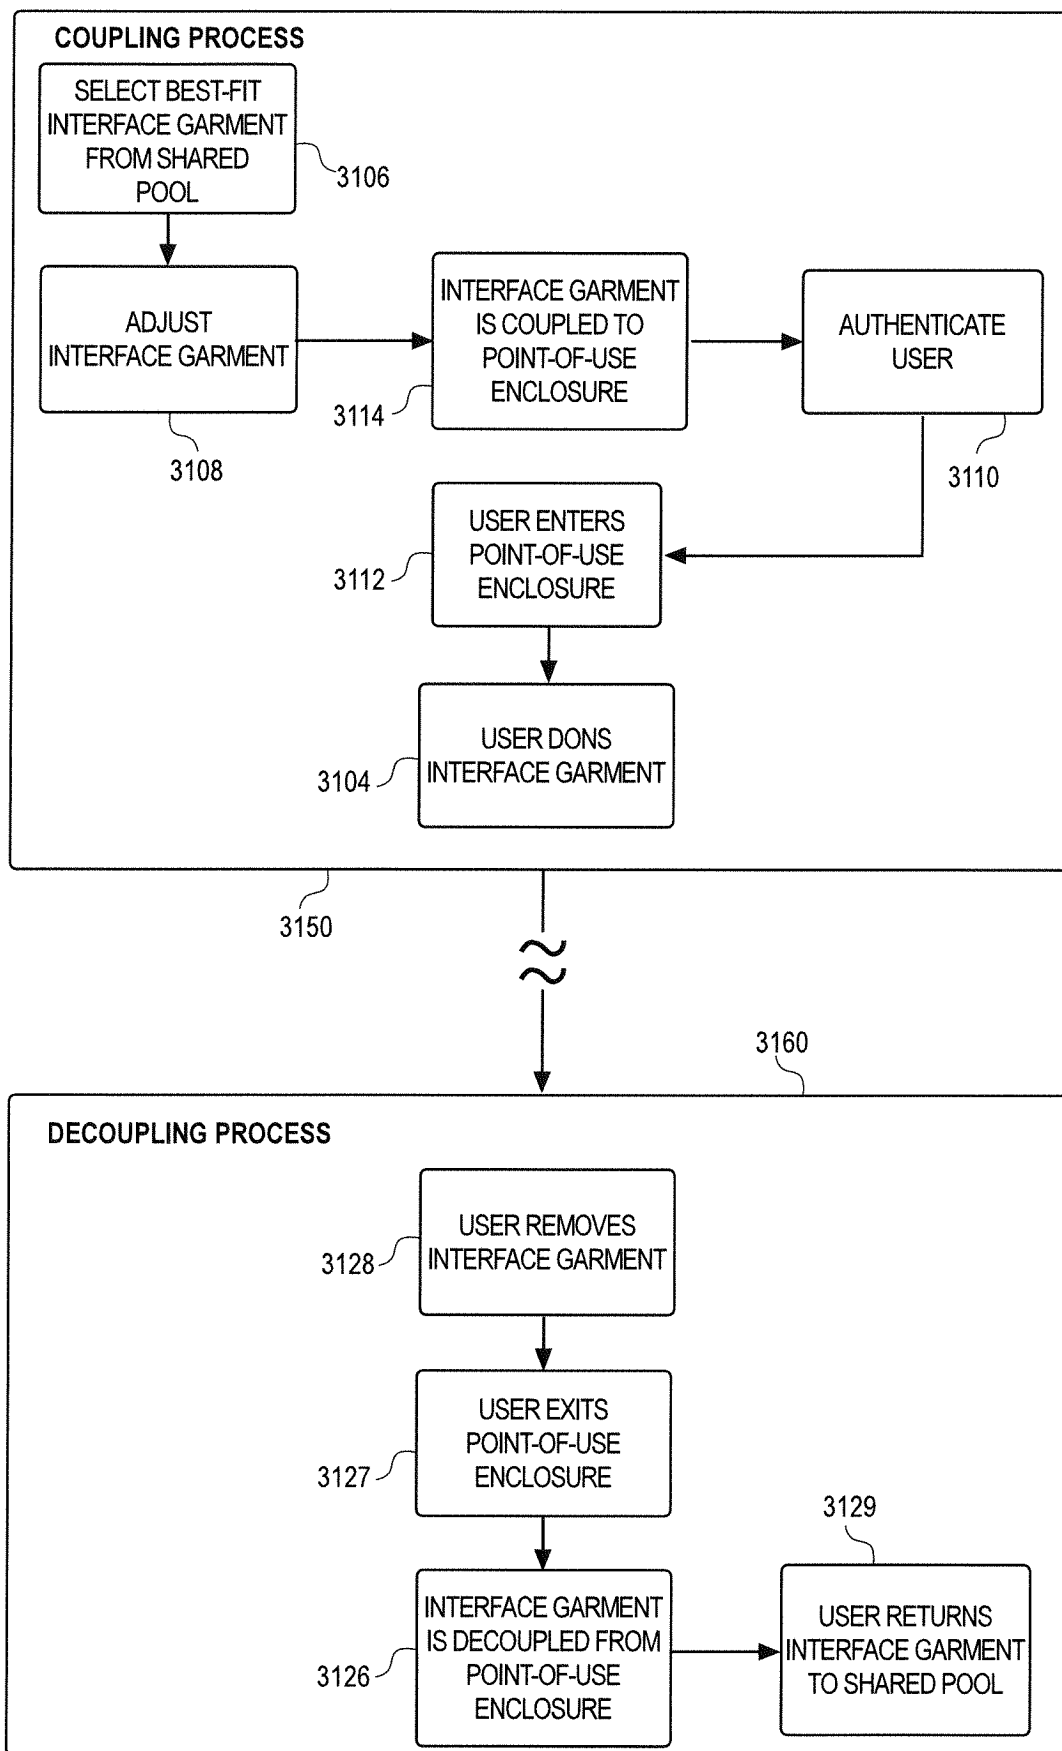 COUPLING PROCESS
SELECT BEST-FIT
INTERFACE GARMENT
FROM SHARED
POOL
3106
ADJUST
INTERFACE GARMENT
3108
INTERFACE GARMENT
IS COUPLED TO
POINT-OF-USE
ENCLOSURE
3114
AUTHENTICATE
USER
3110
USER ENTERS
POINT-OF-USE
ENCLOSURE
3112
USER DONS
INTERFACE GARMENT
3104
3150
3160
DECOUPLING PROCESS
USER REMOVES
INTERFACE GARMENT
3128
USER EXITS
POINT-OF-USE
ENCLOSURE
3127
INTERFACE GARMENT
IS DECOUPLED FROM
POINT-OF-USE
ENCLOSURE
3126
3129
USER RETURNS
INTERFACE GARMENT
TO SHARED POOL